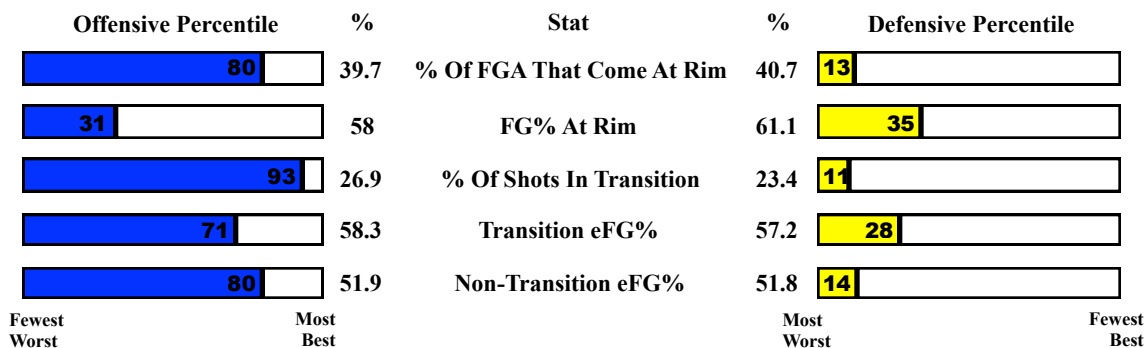 Offensive Percentile % Stat % Defensive Percentile
80 39.7 % Of FGA That Come At Rim 40.7 13
31 58 FG% At Rim 61.1 35
93 26.9 % Of Shots In Transition 23.4 11
71 58.3 Transition eFG% 57.2 28
80 51.9 Non-Transition eFG% 51.8 14
Fewest Most Most Fewest
Worst Best Worst Best